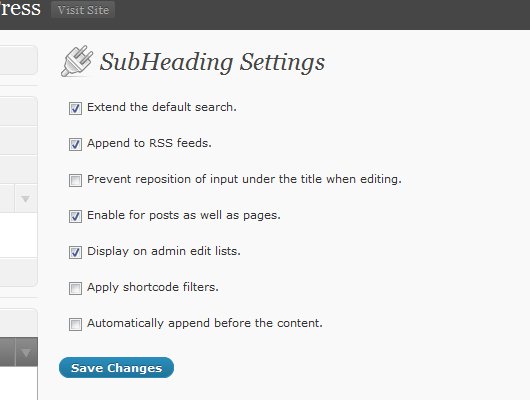 ress Visit Site
SubHeading Settings
Extend the default search.
Append to RSS feeds.
Prevent reposition of input under the title when editing.
Enable for posts as well as pages.
Display on admin edit lists.
Apply shortcode filters.
Automatically append before the content.
Save Changes